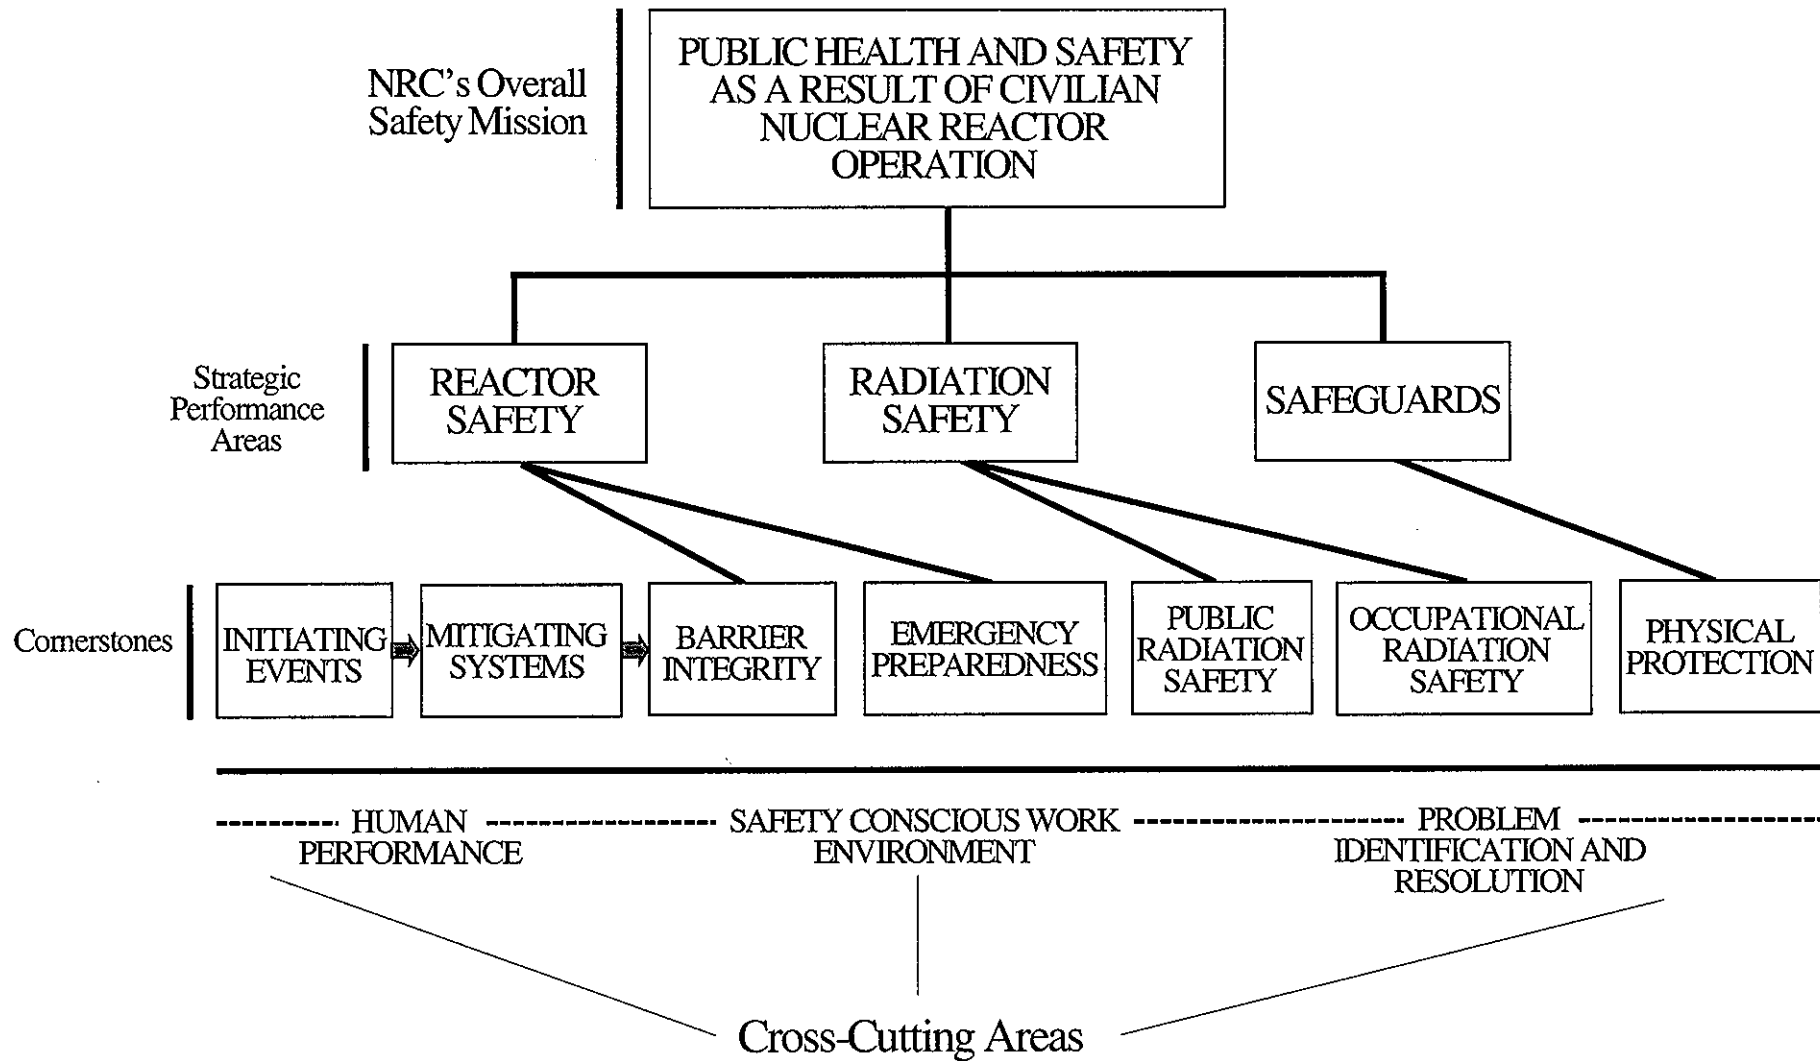 NRC's Overall
Safety Mission
PUBLIC HEALTH AND SAFETY
AS A RESULT OF CIVILIAN
NUCLEAR REACTOR
OPERATION
Strategic
Performance
Areas
REACTOR
SAFETY
RADIATION
SAFETY
SAFEGUARDS
Cornerstones
INITIATING
EVENTS
MITIGATING
SYSTEMS
BARRIER
INTEGRITY
EMERGENCY
PREPAREDNESS
PUBLIC
RADIATION
SAFETY
OCCUPATIONAL
RADIATION
SAFETY
PHYSICAL
PROTECTION
HUMAN
PERFORMANCE
SAFETY CONSCIOUS WORK
ENVIRONMENT
PROBLEM
IDENTIFICATION AND
RESOLUTION
Cross-Cutting Areas